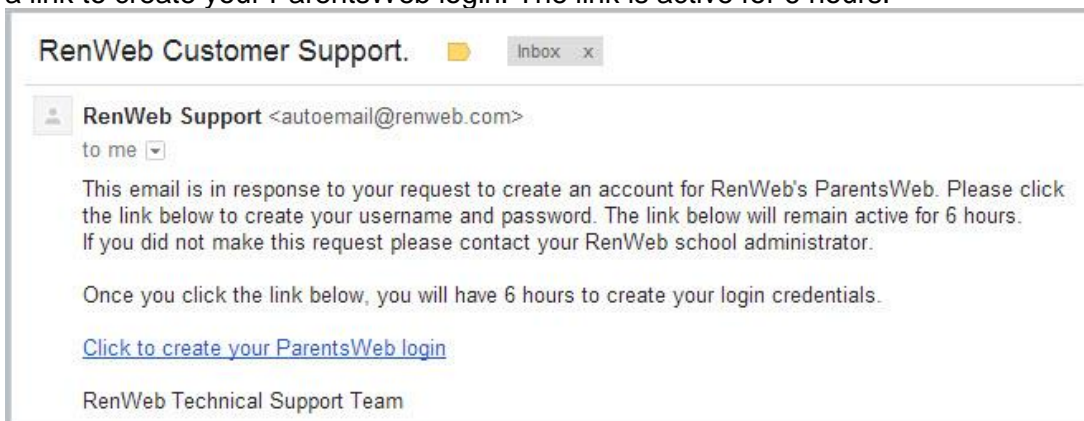 a link to create your ParentsWeb login. The link is active for 6 hours.
RenWeb Customer Support.
Inbox x
RenWeb Support <autoemail@renweb.com>
to me
This email is in response to your request to create an account for RenWeb's ParentsWeb. Please click
the link below to create your username and password. The link below will remain active for 6 hours.
If you did not make this request please contact your RenWeb school administrator.
Once you click the link below, you will have 6 hours to create your login credentials.
Click to create your ParentsWeb login
RenWeb Technical Support Team